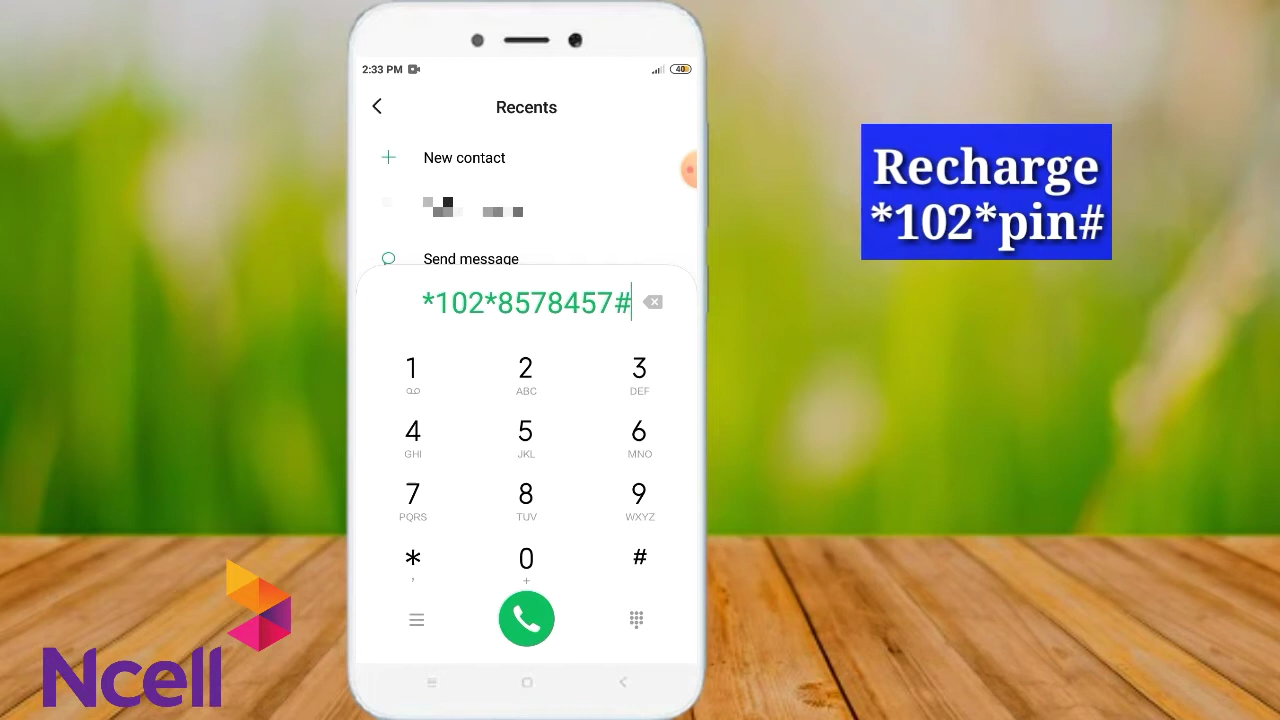 2:33 PM
40
Recents
New contact
Send message
*102*8578457#
1
2 ABC
3 DEF
4 GHI
5 JKL
6 MNO
7 PQRS
8 TUV
9 WXYZ
* ,
0 +
#
Recharge
*102*pin#
Ncell